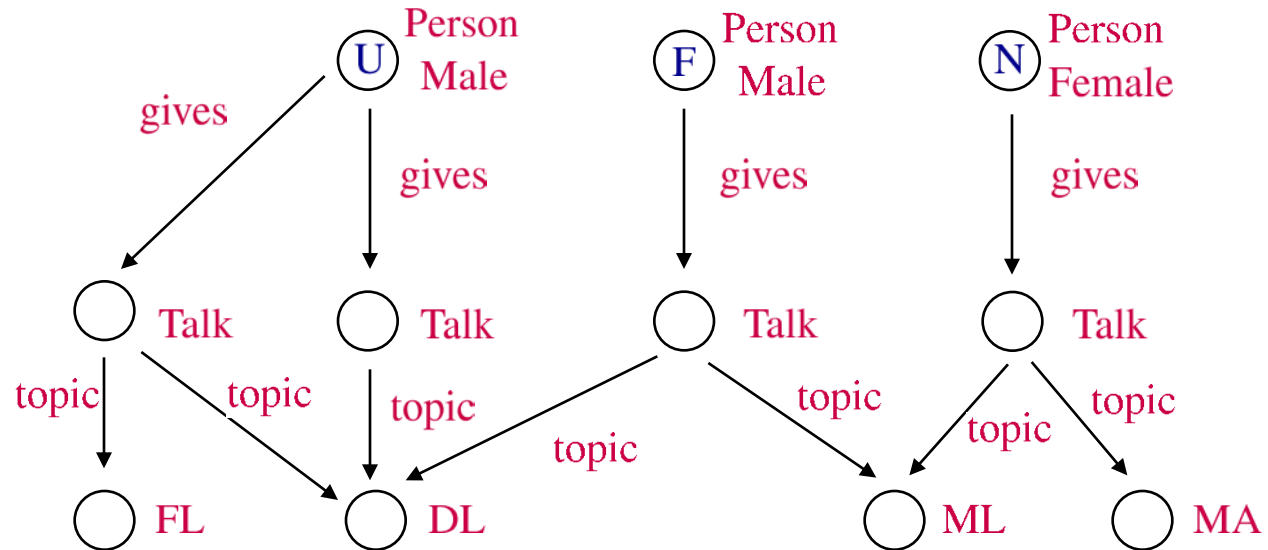 U
Person
Male
F
Person
Male
N
Person
Female
gives
gives
gives
gives
Talk
Talk
Talk
Talk
topic
topic
topic
topic
topic
topic
topic
FL
DL
ML
MA